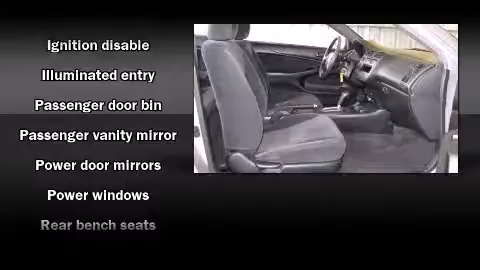 Ignition disable
Illuminated entry
Passenger door bin
Passenger vanity mirror
Power door mirrors
Power windows
Rear bench seats